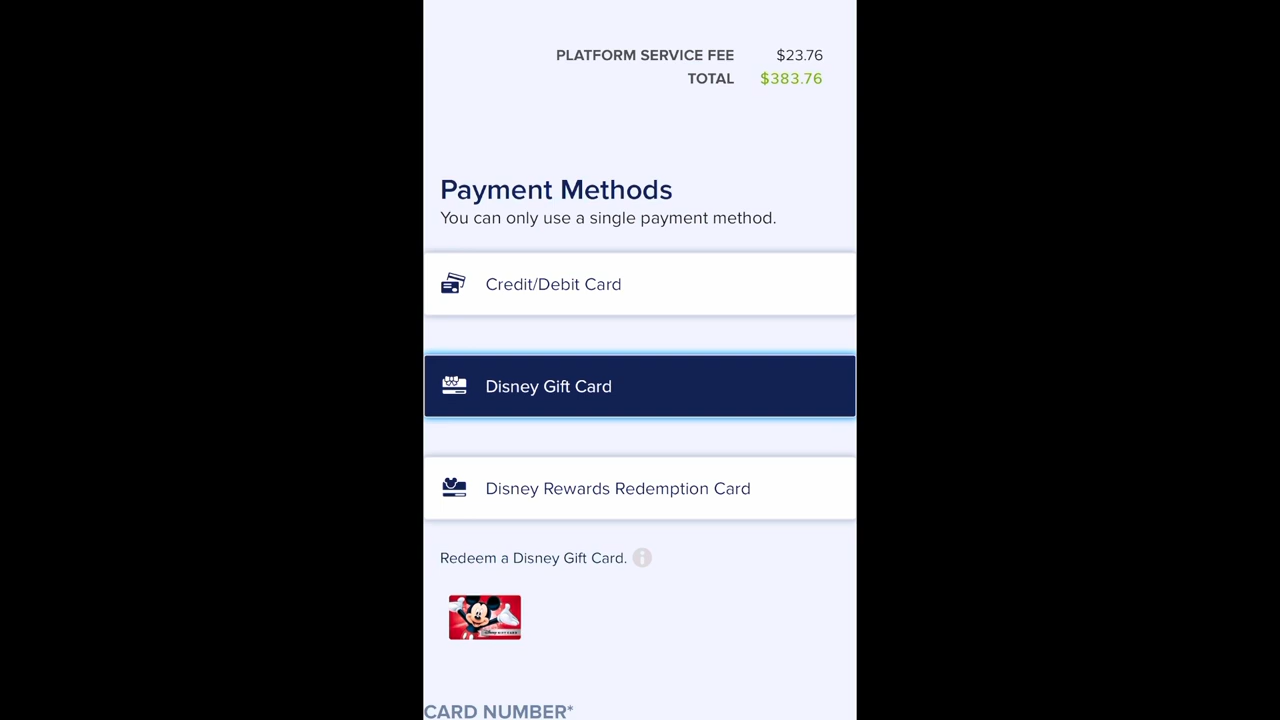 PLATFORM SERVICE FEE $23.76
TOTAL $383.76
Payment Methods
You can only use a single payment method.
Credit/Debit Card
Disney Gift Card
Disney Rewards Redemption Card
Redeem a Disney Gift Card.
CARD NUMBER*